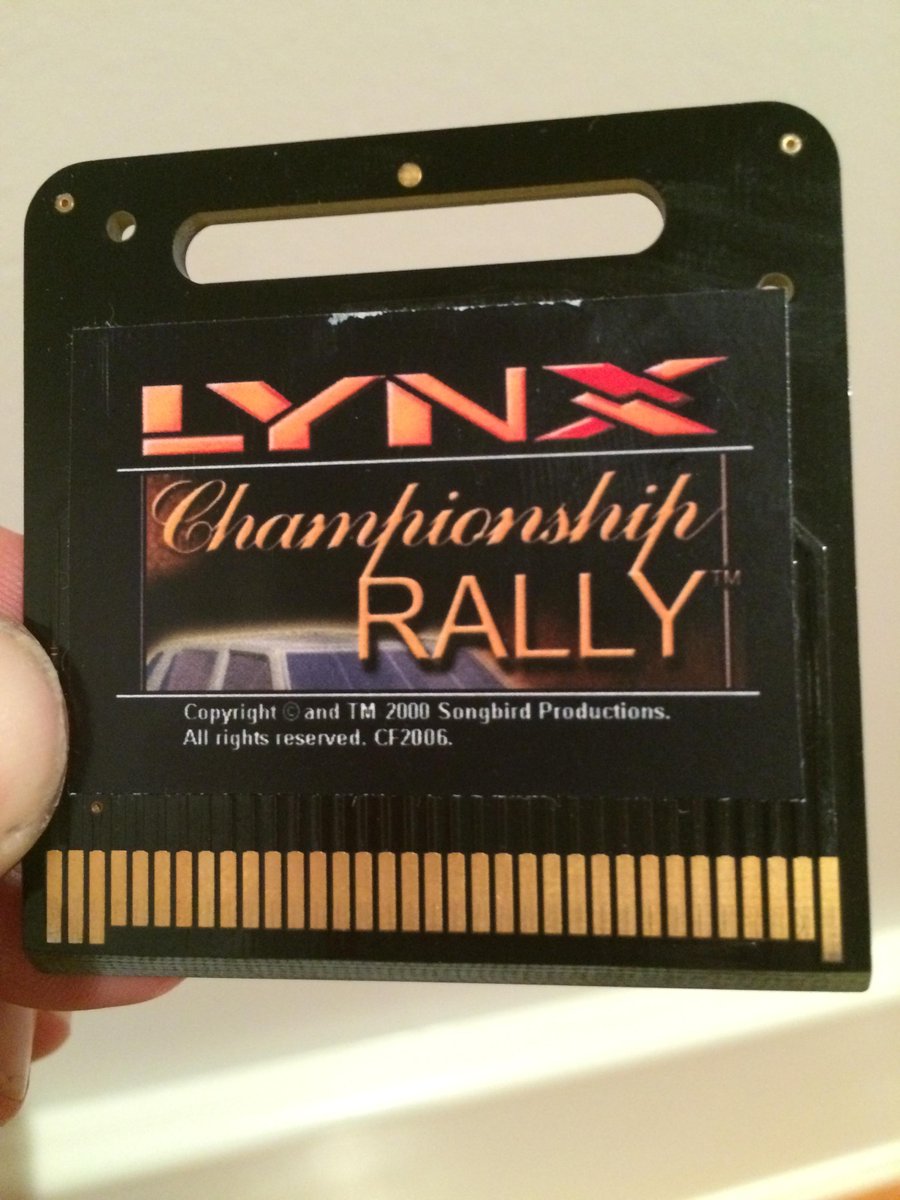 LYNX
Championship
RALLY™
Copyright © and TM 2000 Songbird Productions.
All rights reserved. CF2006.